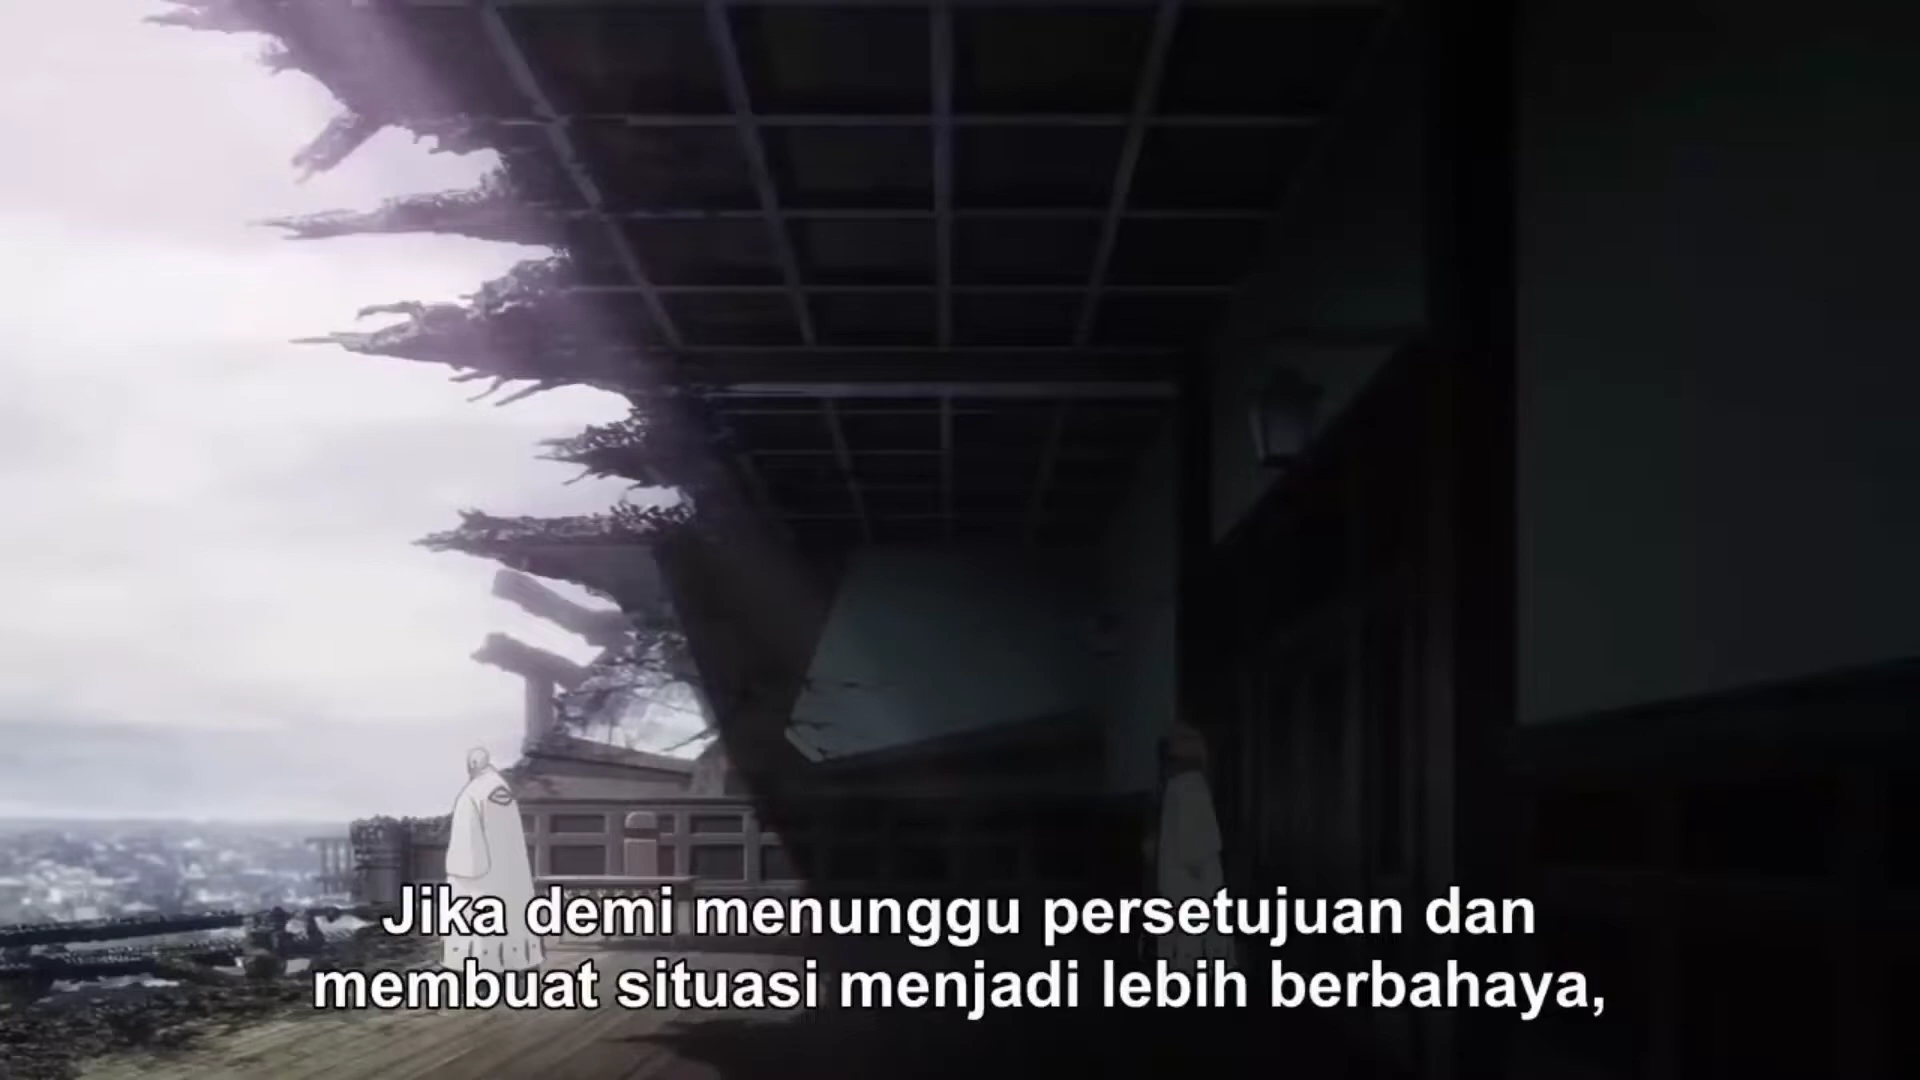 Jika demi menunggu persetujuan dan
membuat situasi menjadi lebih berbahaya,